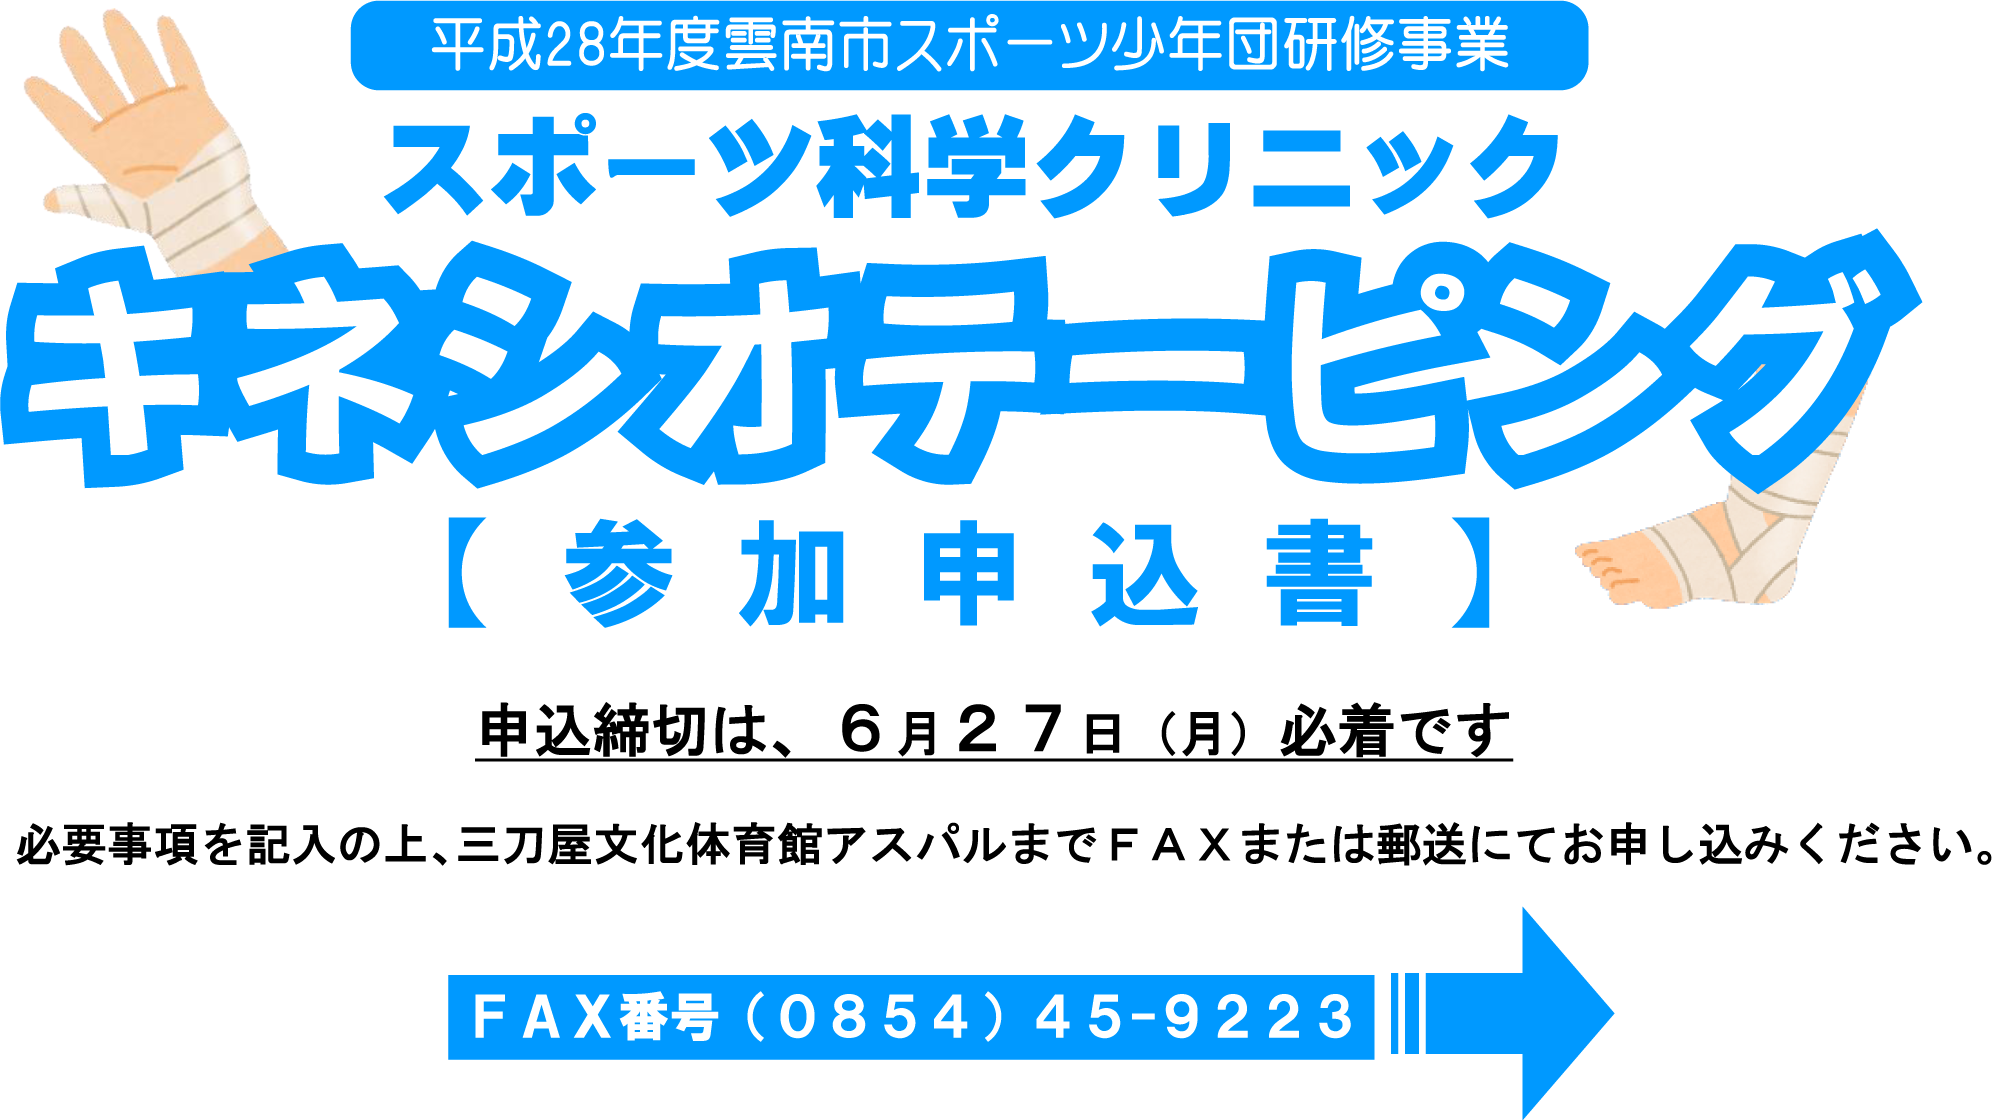 平成28年度雲南市スポーツ少年団研修事業
スポーツ科学クリニック
キネシオテーピング
【参加申込書】
申込締切は、６月２７日（月）必着です
必要事項を記入の上、三刀屋文化体育館アスパルまでＦＡＸまたは郵送にてお申し込みください。
ＦＡＸ番号（０８５４）４５−９２２３